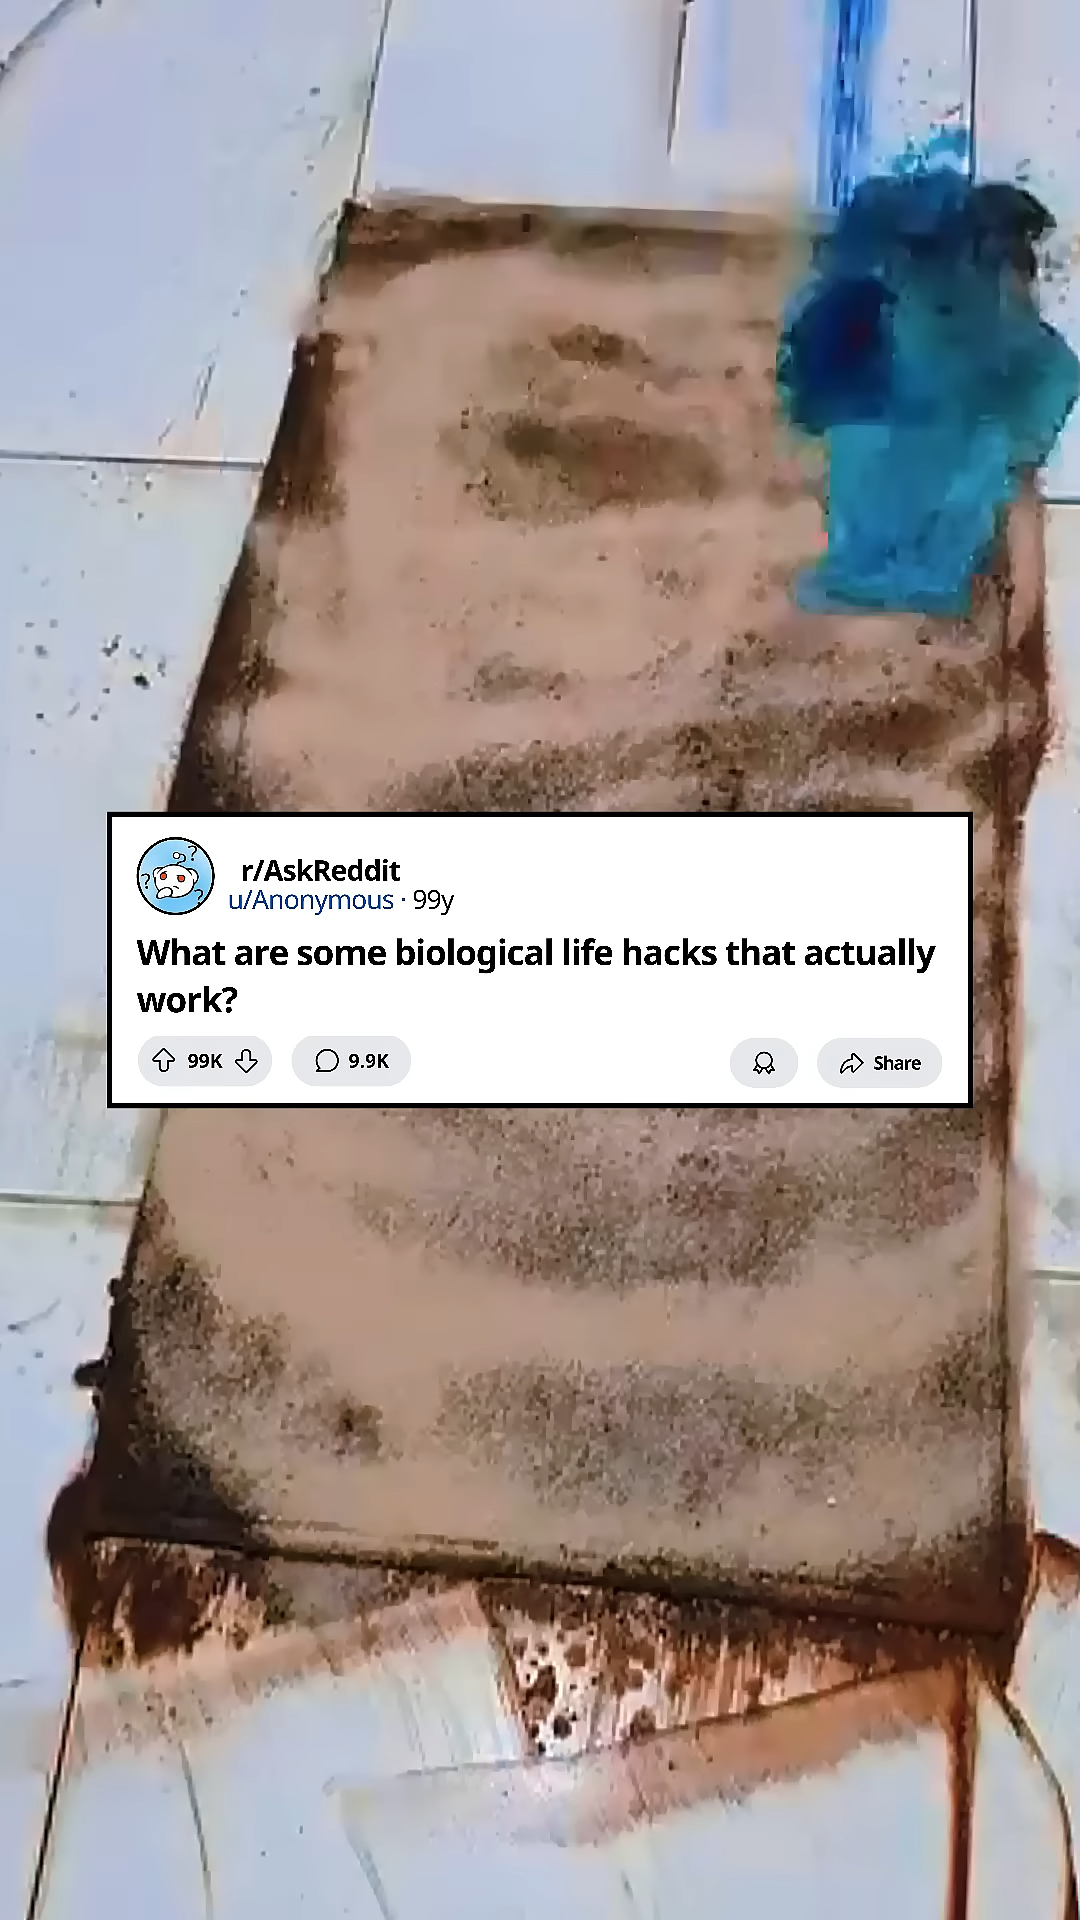 r/AskReddit
u/Anonymous · 99y
What are some biological life hacks that actually
work?
99K 9.9K Share